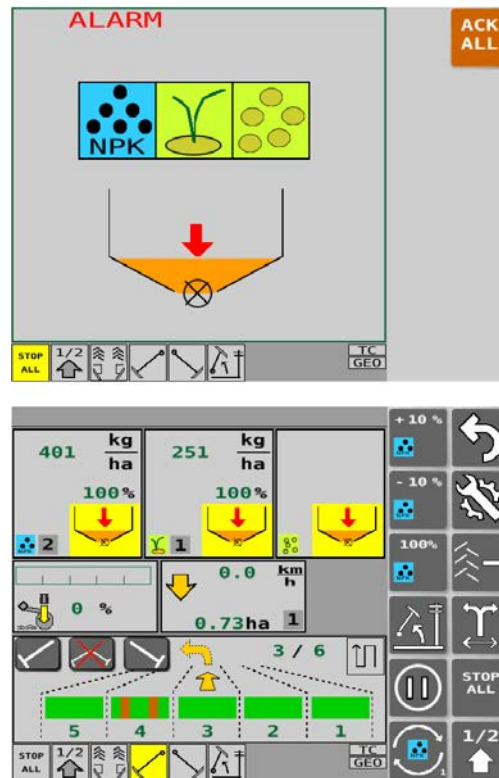 ALARM
ACK
ALL
NPK
STOP
ALL
1/2
TC
GEO
+10 %
401 kg
ha
251 kg
ha
100%
100%
- 10 %
2
1
100%
0.0 km
h
0 %
0.73ha 1
3 / 6
STOP
ALL
5 4 3 2 1
1/2
STOP
ALL
1/2
TC
GEO
1